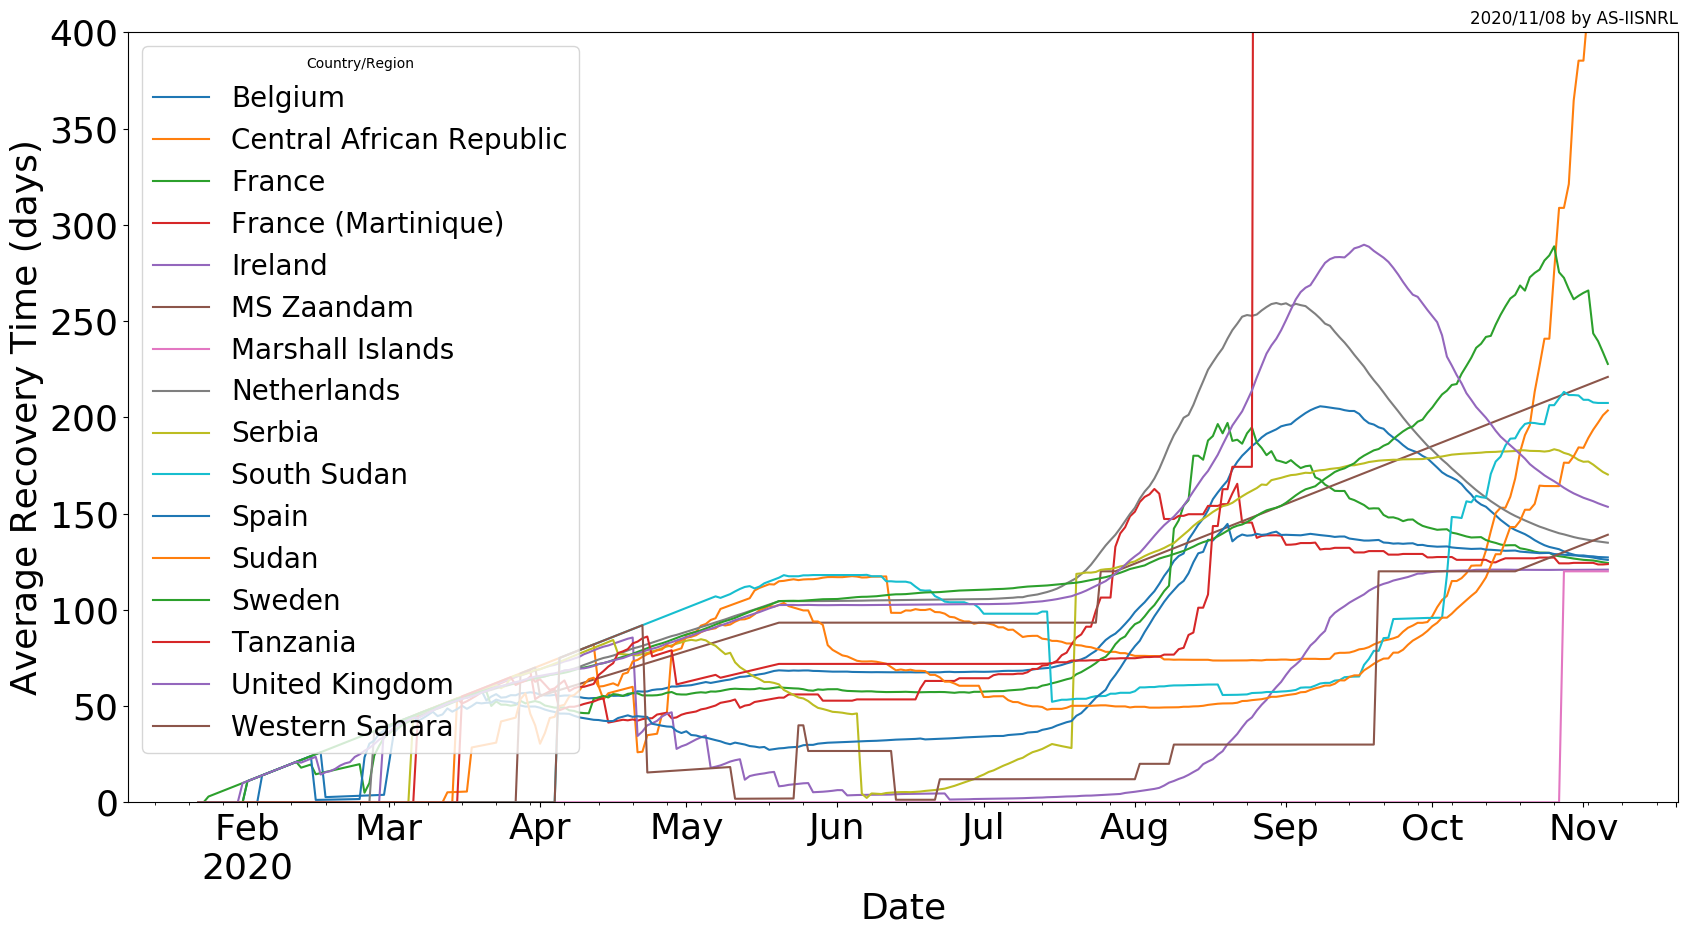 2020/11/08 by AS-IISNRL
Average Recovery Time (days)
400
350
300
250
200
150
100
50
0
Country/Region
Belgium
Central African Republic
France
France (Martinique)
Ireland
MS Zaandam
Marshall Islands
Netherlands
Serbia
South Sudan
Spain
Sudan
Sweden
Tanzania
United Kingdom
Western Sahara
Feb Mar Apr May Jun Jul Aug Sep Oct Nov
2020
Date